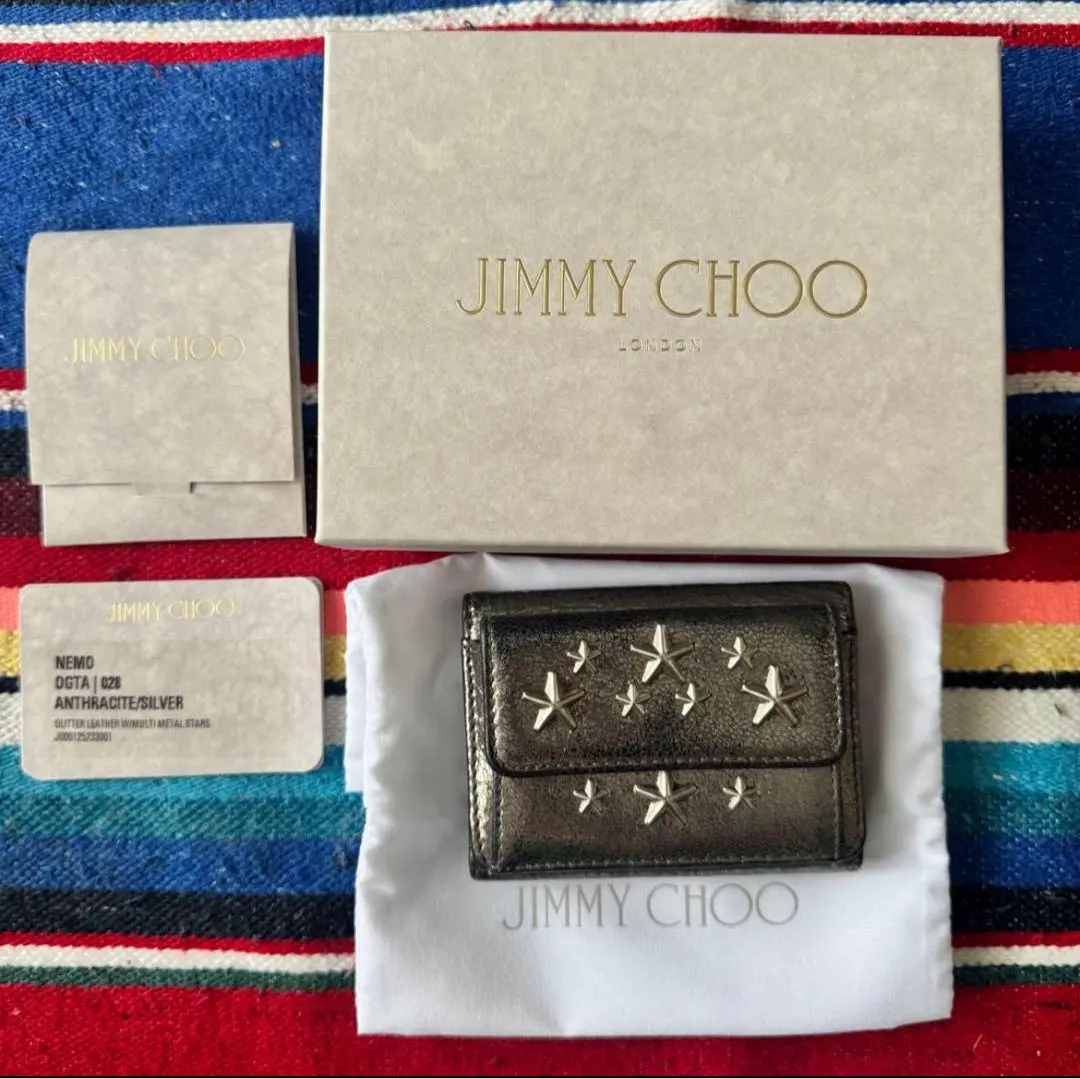 JIMMY CHOO
LONDON
JIMMY CHOO
JIMMY CHOO
NEMO
OGTA | 028
ANTHRACITE/SILVER
GLITTER LEATHER W/MULTI METAL STARS
J000125233001
JIMMY CHOO